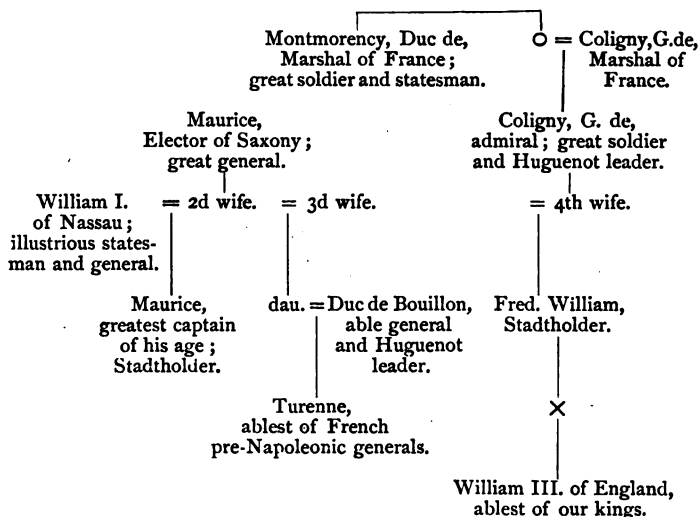 Montmorency, Duc de,
Marshal of France;
great soldier and statesman.
O = Coligny, G. de,
Marshal of
France.
Maurice,
Elector of Saxony;
great general.
Coligny, G. de,
admiral; great soldier
and Huguenot leader.
William I.
of Nassau;
illustrious states-
man and general.
= 2d wife.
= 3d wife.
= 4th wife.
Maurice,
greatest captain
of his age;
Stadtholder.
dau. = Duc de Bouillon,
able general
and Huguenot
leader.
Fred. William,
Stadtholder.
Turenne,
ablest of French
pre-Napoleonic generals.
×
William III. of England,
ablest of our kings.